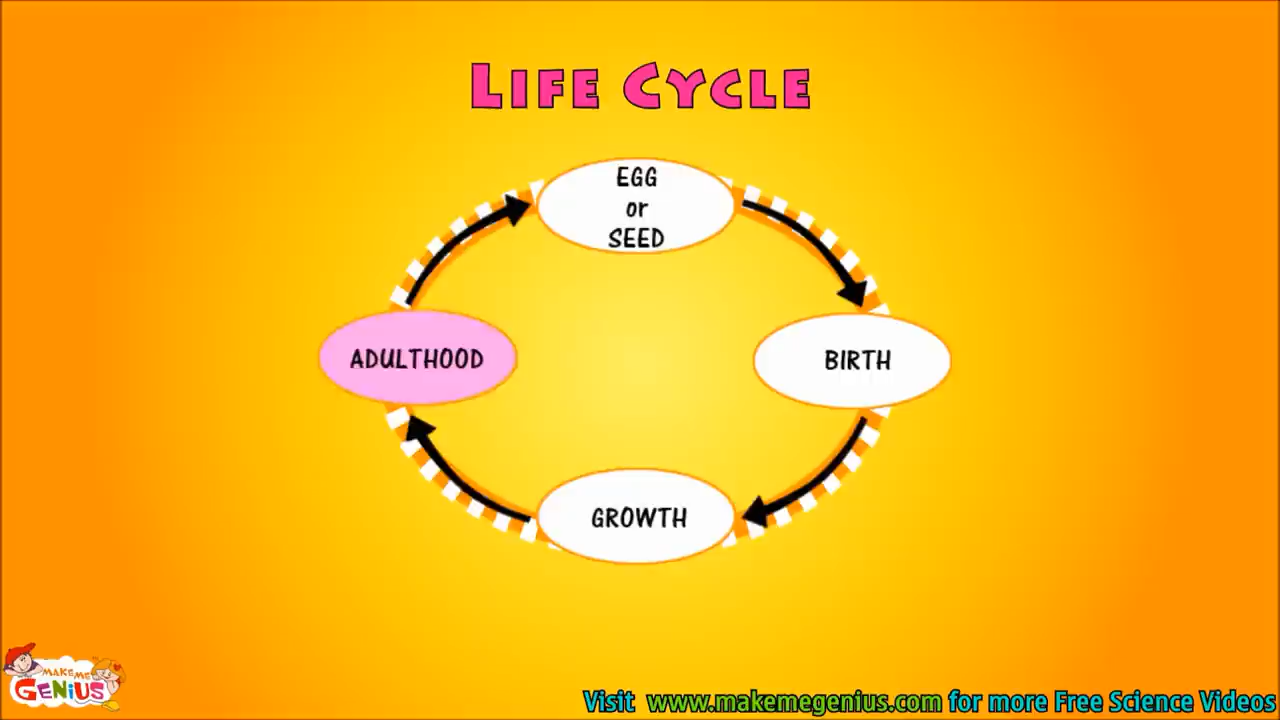 LIFE CYCLE
EGG
or
SEED
ADULTHOOD
BIRTH
GROWTH
MAKE ME
GENiUS
Visit www.makemegenius.com for more Free Science Videos